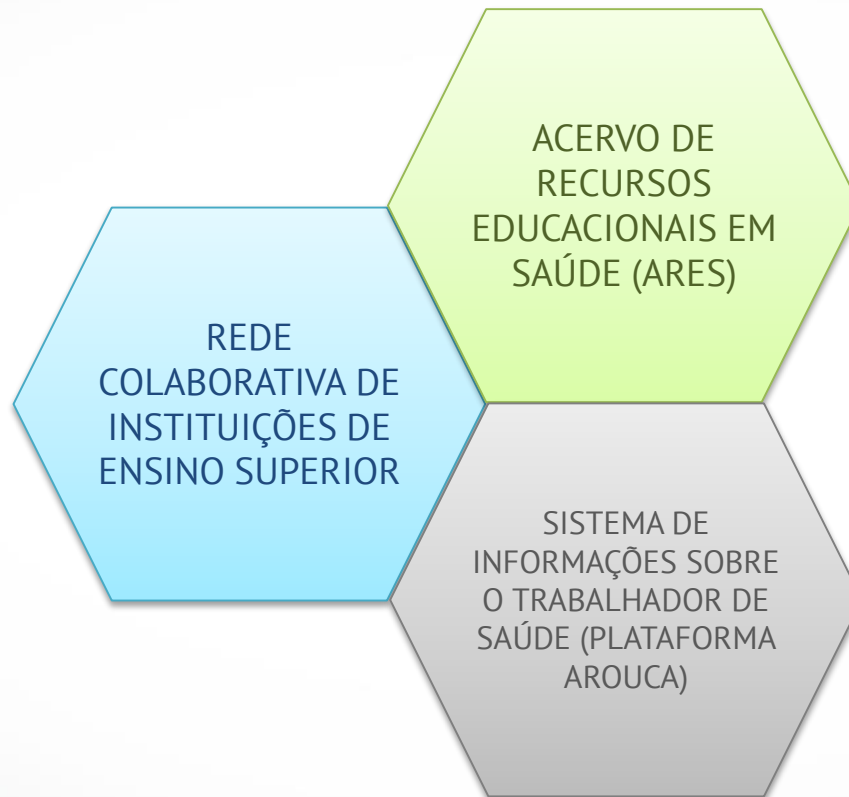 ACERVO DE
RECURSOS
EDUCACIONAIS EM
SAÚDE (ARES)
REDE
COLABORATIVA DE
INSTITUIÇÕES DE
ENSINO SUPERIOR
SISTEMA DE
INFORMAÇÕES SOBRE
O TRABALHADOR DE
SAÚDE (PLATAFORMA
AROUCA)